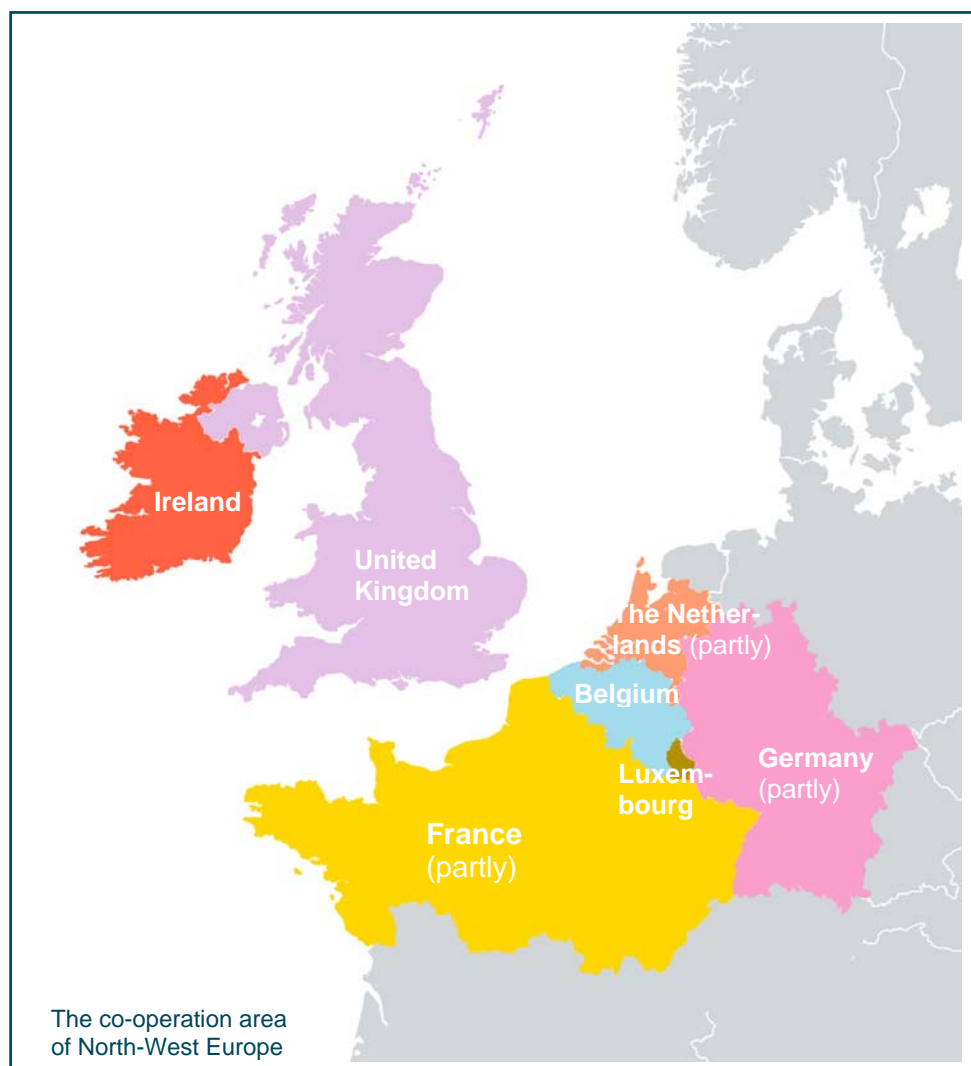 Ireland
United
Kingdom
The Nether-
lands (partly)
Belgium
Luxem-
bourg
Germany
(partly)
France
(partly)
The co-operation area
of North-West Europe